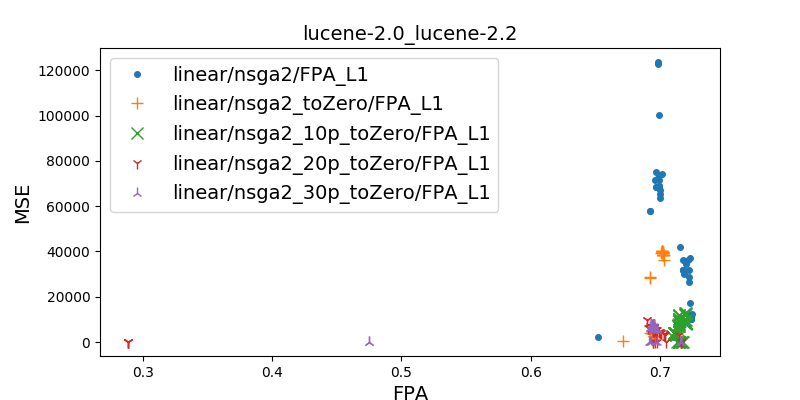 lucene-2.0_lucene-2.2
linear/nsga2/FPA_L1
linear/nsga2_toZero/FPA_L1
linear/nsga2_10p_toZero/FPA_L1
linear/nsga2_20p_toZero/FPA_L1
linear/nsga2_30p_toZero/FPA_L1
MSE
120000
100000
80000
60000
40000
20000
0
0.3 0.4 0.5 0.6 0.7
FPA